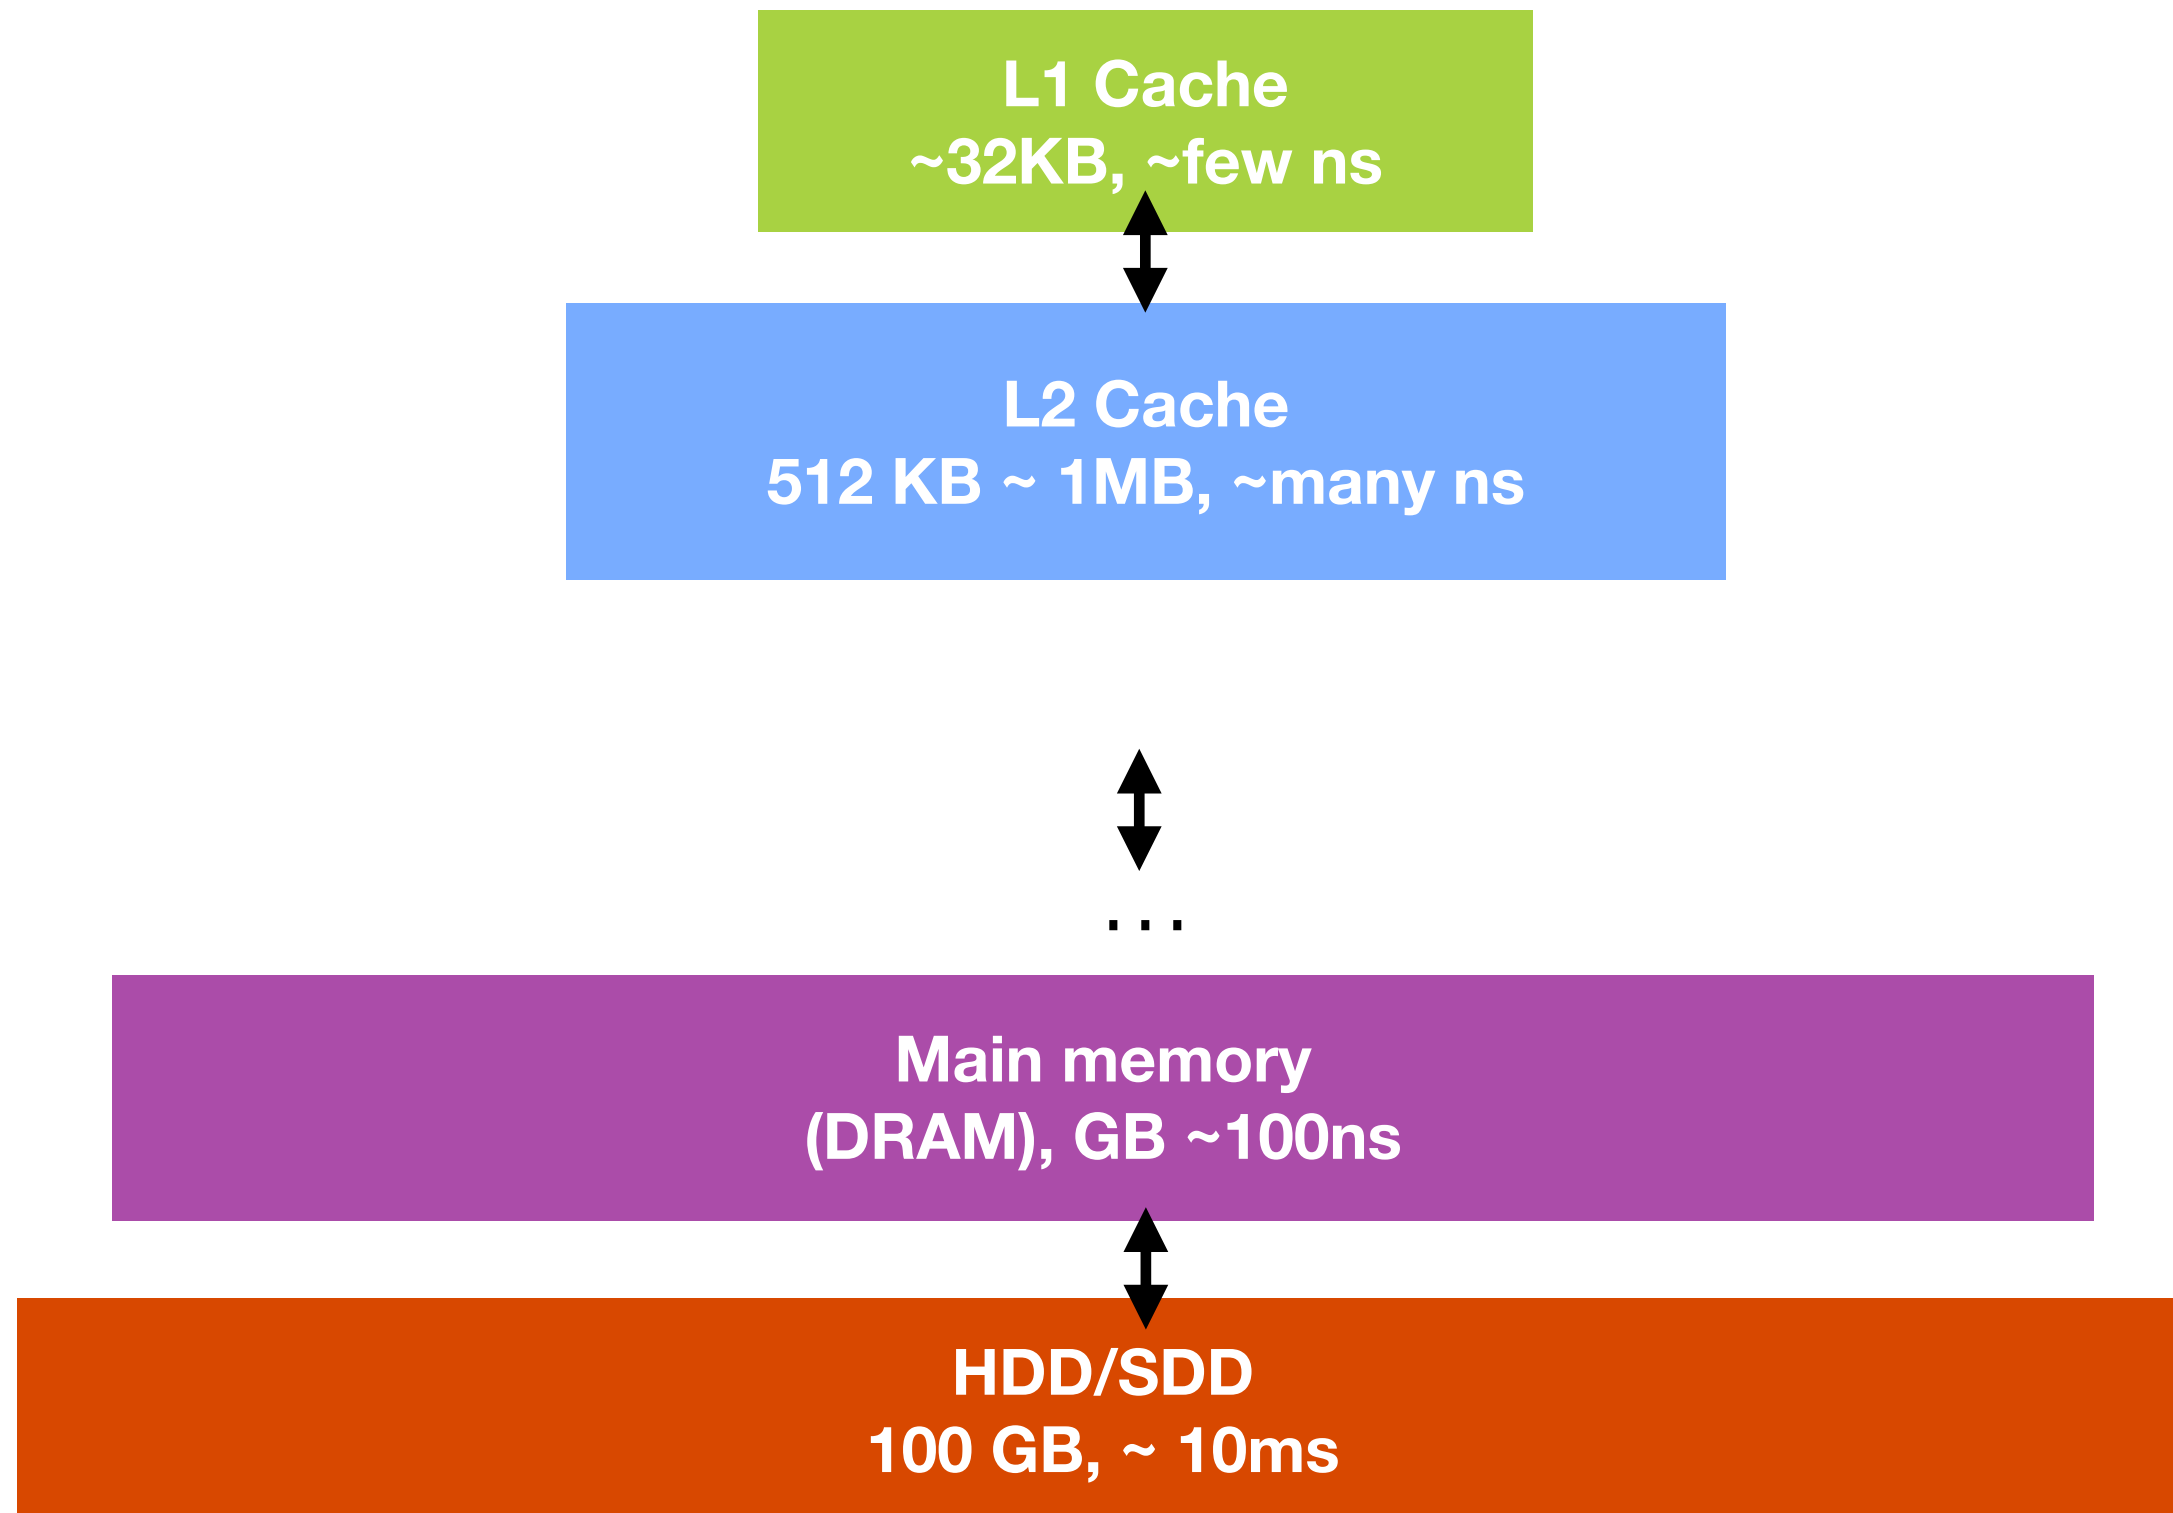 L1 Cache
~32KB, ~few ns
L2 Cache
512 KB ~ 1MB, ~many ns
...
Main memory
(DRAM), GB ~100ns
HDD/SDD
100 GB, ~ 10ms